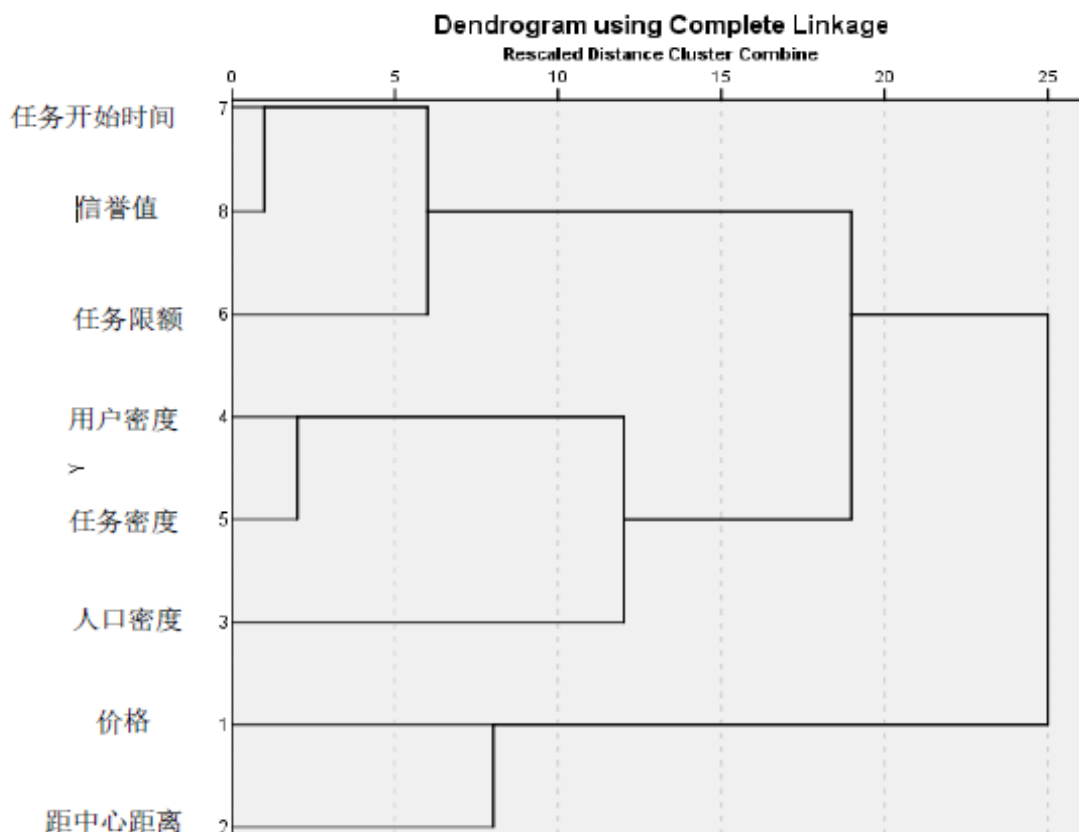 Dendrogram using Complete Linkage
Rescaled Distance Cluster Combine
0 5 10 15 20 25
任务开始时间 7
信誉值 8
任务限额 6
用户密度 4
Y
任务密度 5
人口密度 3
价格 1
距中心距离 2